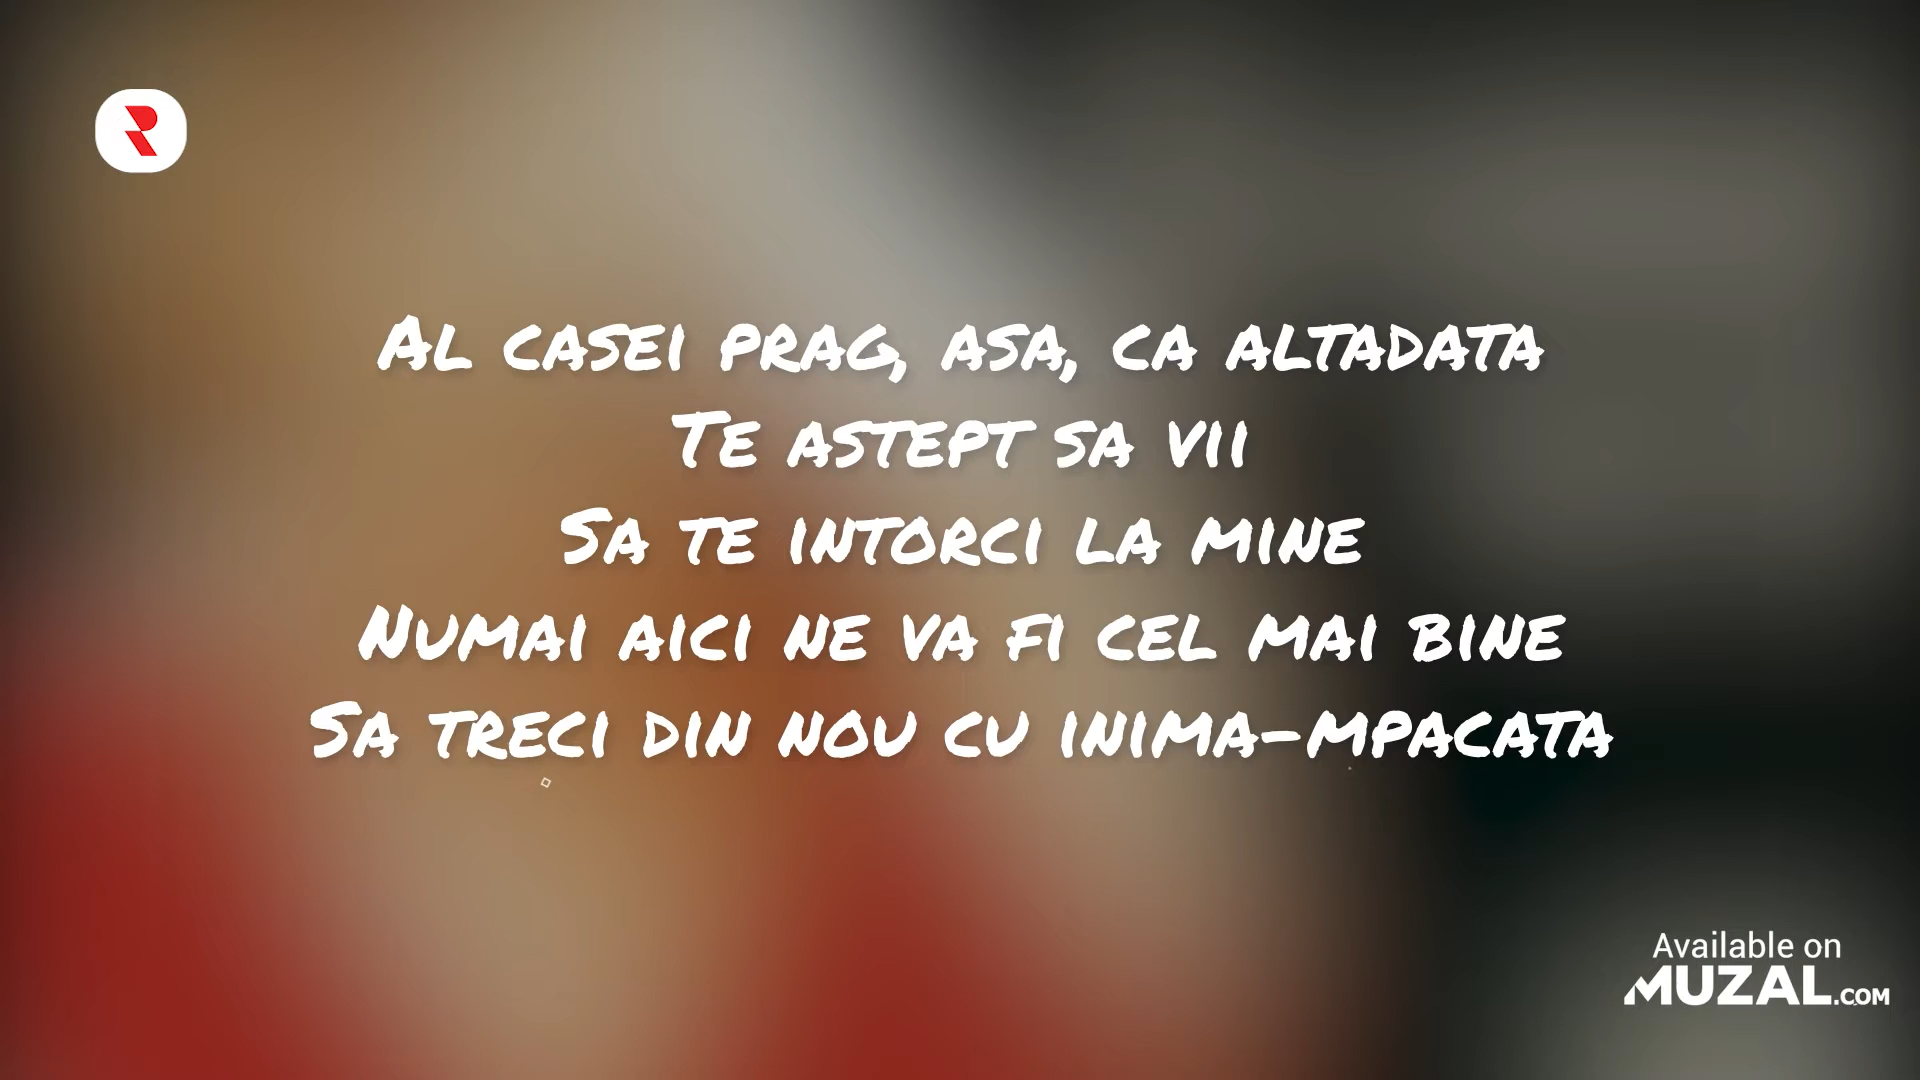 Al casei prag, asa, ca altadata
Te astept sa vii
Sa te intorci la mine
Numai aici ne va fi cel mai bine
Sa treci din nou cu inima-mpacata
Available on
MUZAL.COM